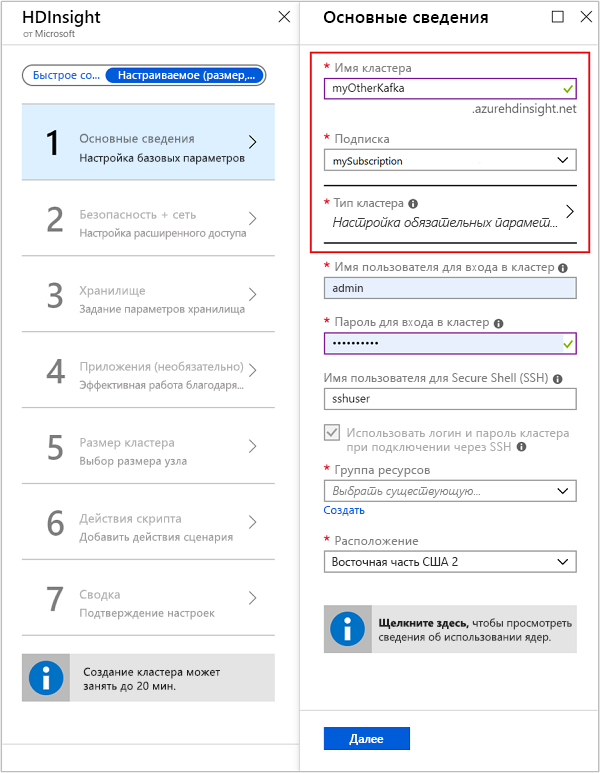 HDInsight
от Microsoft
Быстрое со...
Настраиваемое (размер,...
1
Основные сведения
Настройка базовых параметров
2
Безопасность + сеть
Настройка расширенного доступа
3
Хранилище
Задание параметров хранилища
4
Приложения (необязательно)
Эффективная работа благодаря...
5
Размер кластера
Выбор размера узла
6
Действия скрипта
Добавить действия сценария
7
Сводка
Подтверждение настроек
Создание кластера может
занять до 20 мин.
Основные сведения
* Имя кластера
myOtherKafka
.azurehdinsight.net
* Подписка
mySubscription
* Тип кластера
Настройка обязательных парамет...
* Имя пользователя для входа в кластер
admin
* Пароль для входа в кластер
••••••••••
Имя пользователя для Secure Shell (SSH)
sshuser
Использовать логин и пароль кластера
при подключении через SSH
* Группа ресурсов
Выбрать существующую...
Создать
* Расположение
Восточная часть США 2
Щелкните здесь, чтобы просмотреть
сведения об использовании ядер.
Далее